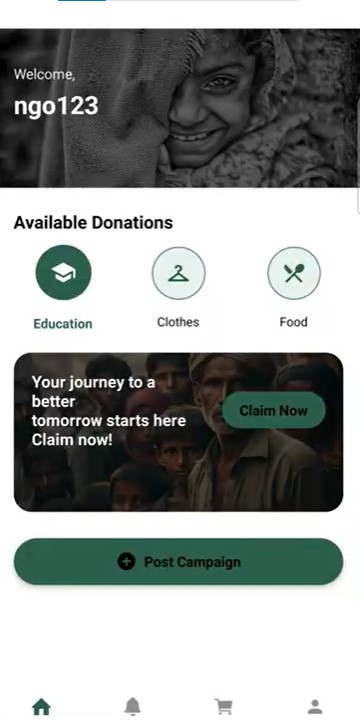 Welcome,
ngo123
Available Donations
Education
Clothes
Food
Your journey to a
better
tomorrow starts here
Claim now!
Claim Now
Post Campaign